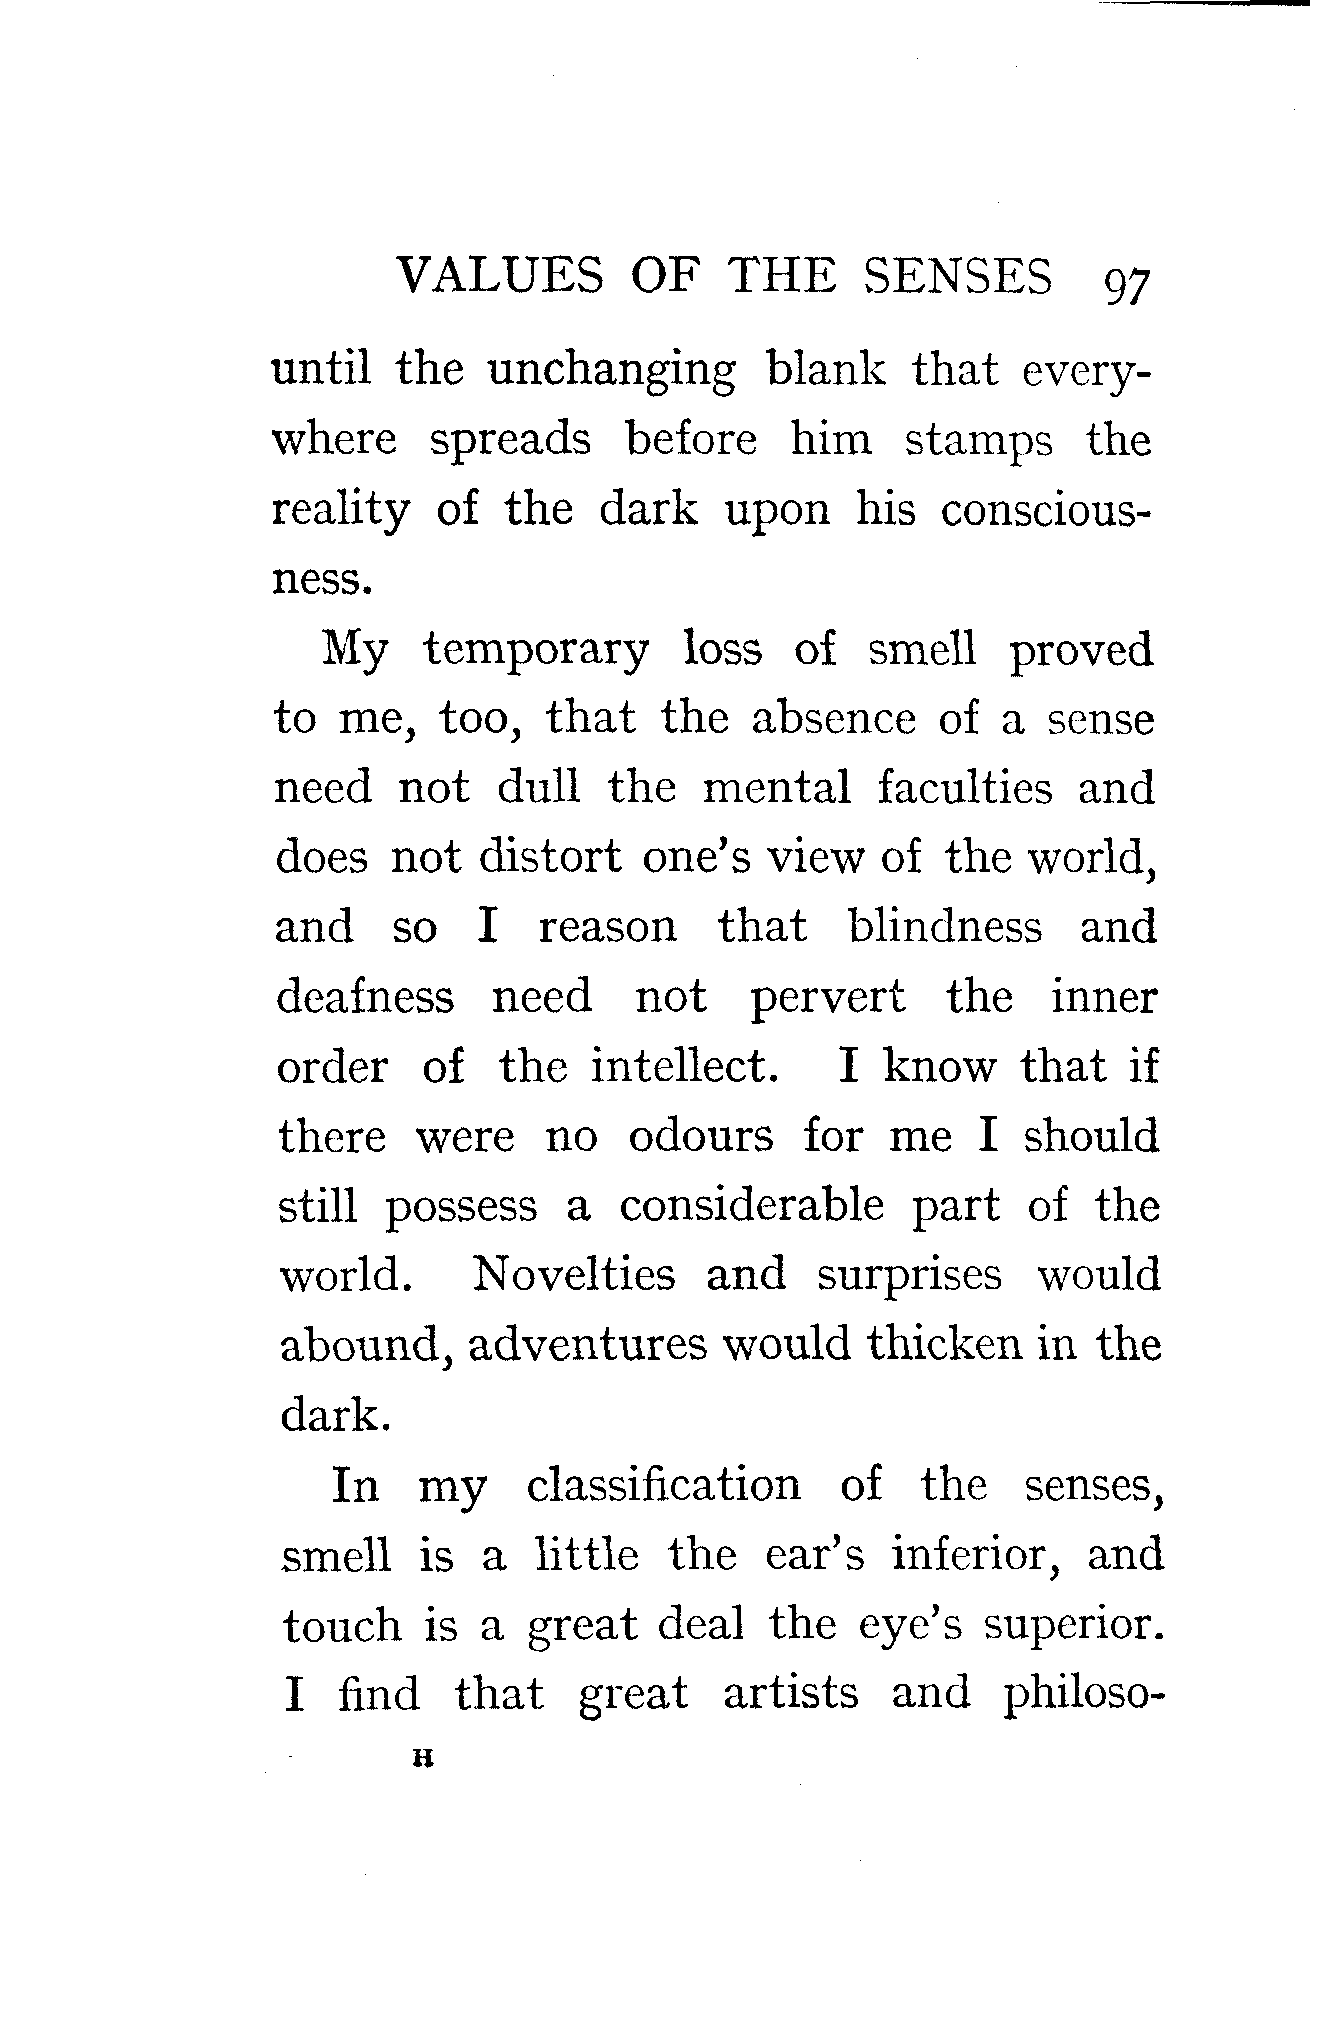 VALUES OF THE SENSES 97
until the unchanging blank that every-
where spreads before him stamps the
reality of the dark upon his conscious-
ness.
My temporary loss of smell proved
to me, too, that the absence of a sense
need not dull the mental faculties and
does not distort one's view of the world,
and so I reason that blindness and
deafness need not pervert the inner
order of the intellect. I know that if
there were no odours for me I should
still possess a considerable part of the
world. Novelties and surprises would
abound, adventures would thicken in the
dark.
In my classification of the senses,
smell is a little the ear's inferior, and
touch is a great deal the eye's superior.
I find that great artists and philoso-
H